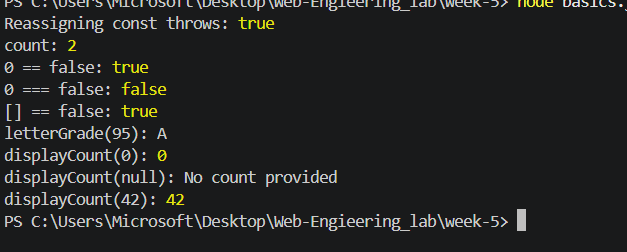 PS C:\Users\Microsoft\Desktop\Web-Engieering_lab\week-5> node basics.
Reassigning const throws: true
count: 2
0 == false: true
0 === false: false
[] == false: true
letterGrade(95): A
displayCount(0): 0
displayCount(null): No count provided
displayCount(42): 42
PS C:\Users\Microsoft\Desktop\Web-Engieering_lab\week-5>